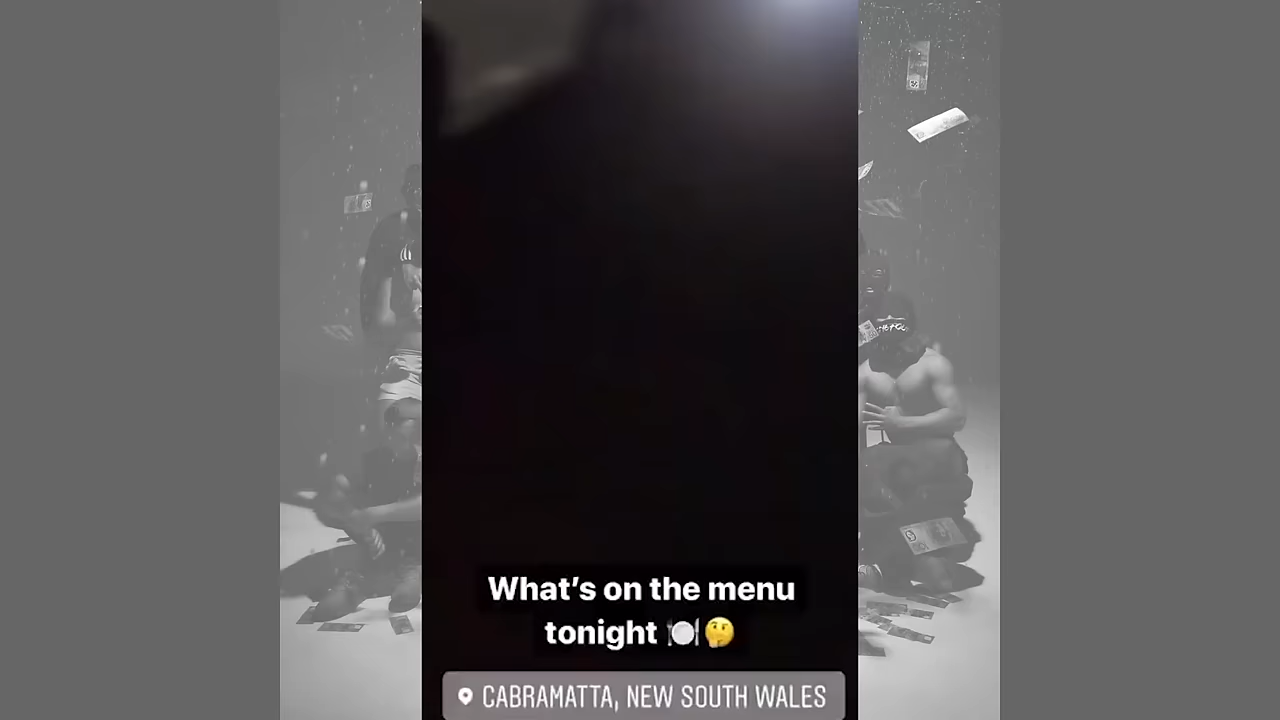 What's on the menu
tonight 🍽️🤔
CABRAMATTA, NEW SOUTH WALES